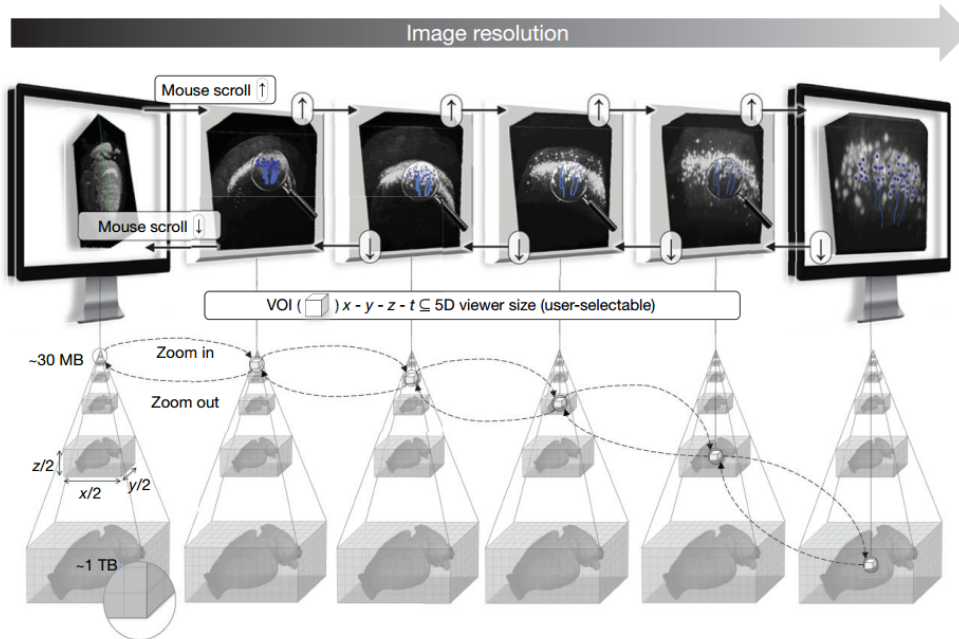 Image resolution
Mouse scroll ↑
↑ ↑ ↑ ↑
Mouse scroll ↓
↓ ↓ ↓ ↓
VOI ( ) x - y - z - t ⊆ 5D viewer size (user-selectable)
~30 MB
Zoom in
Zoom out
z/2
x/2
y/2
~1 TB